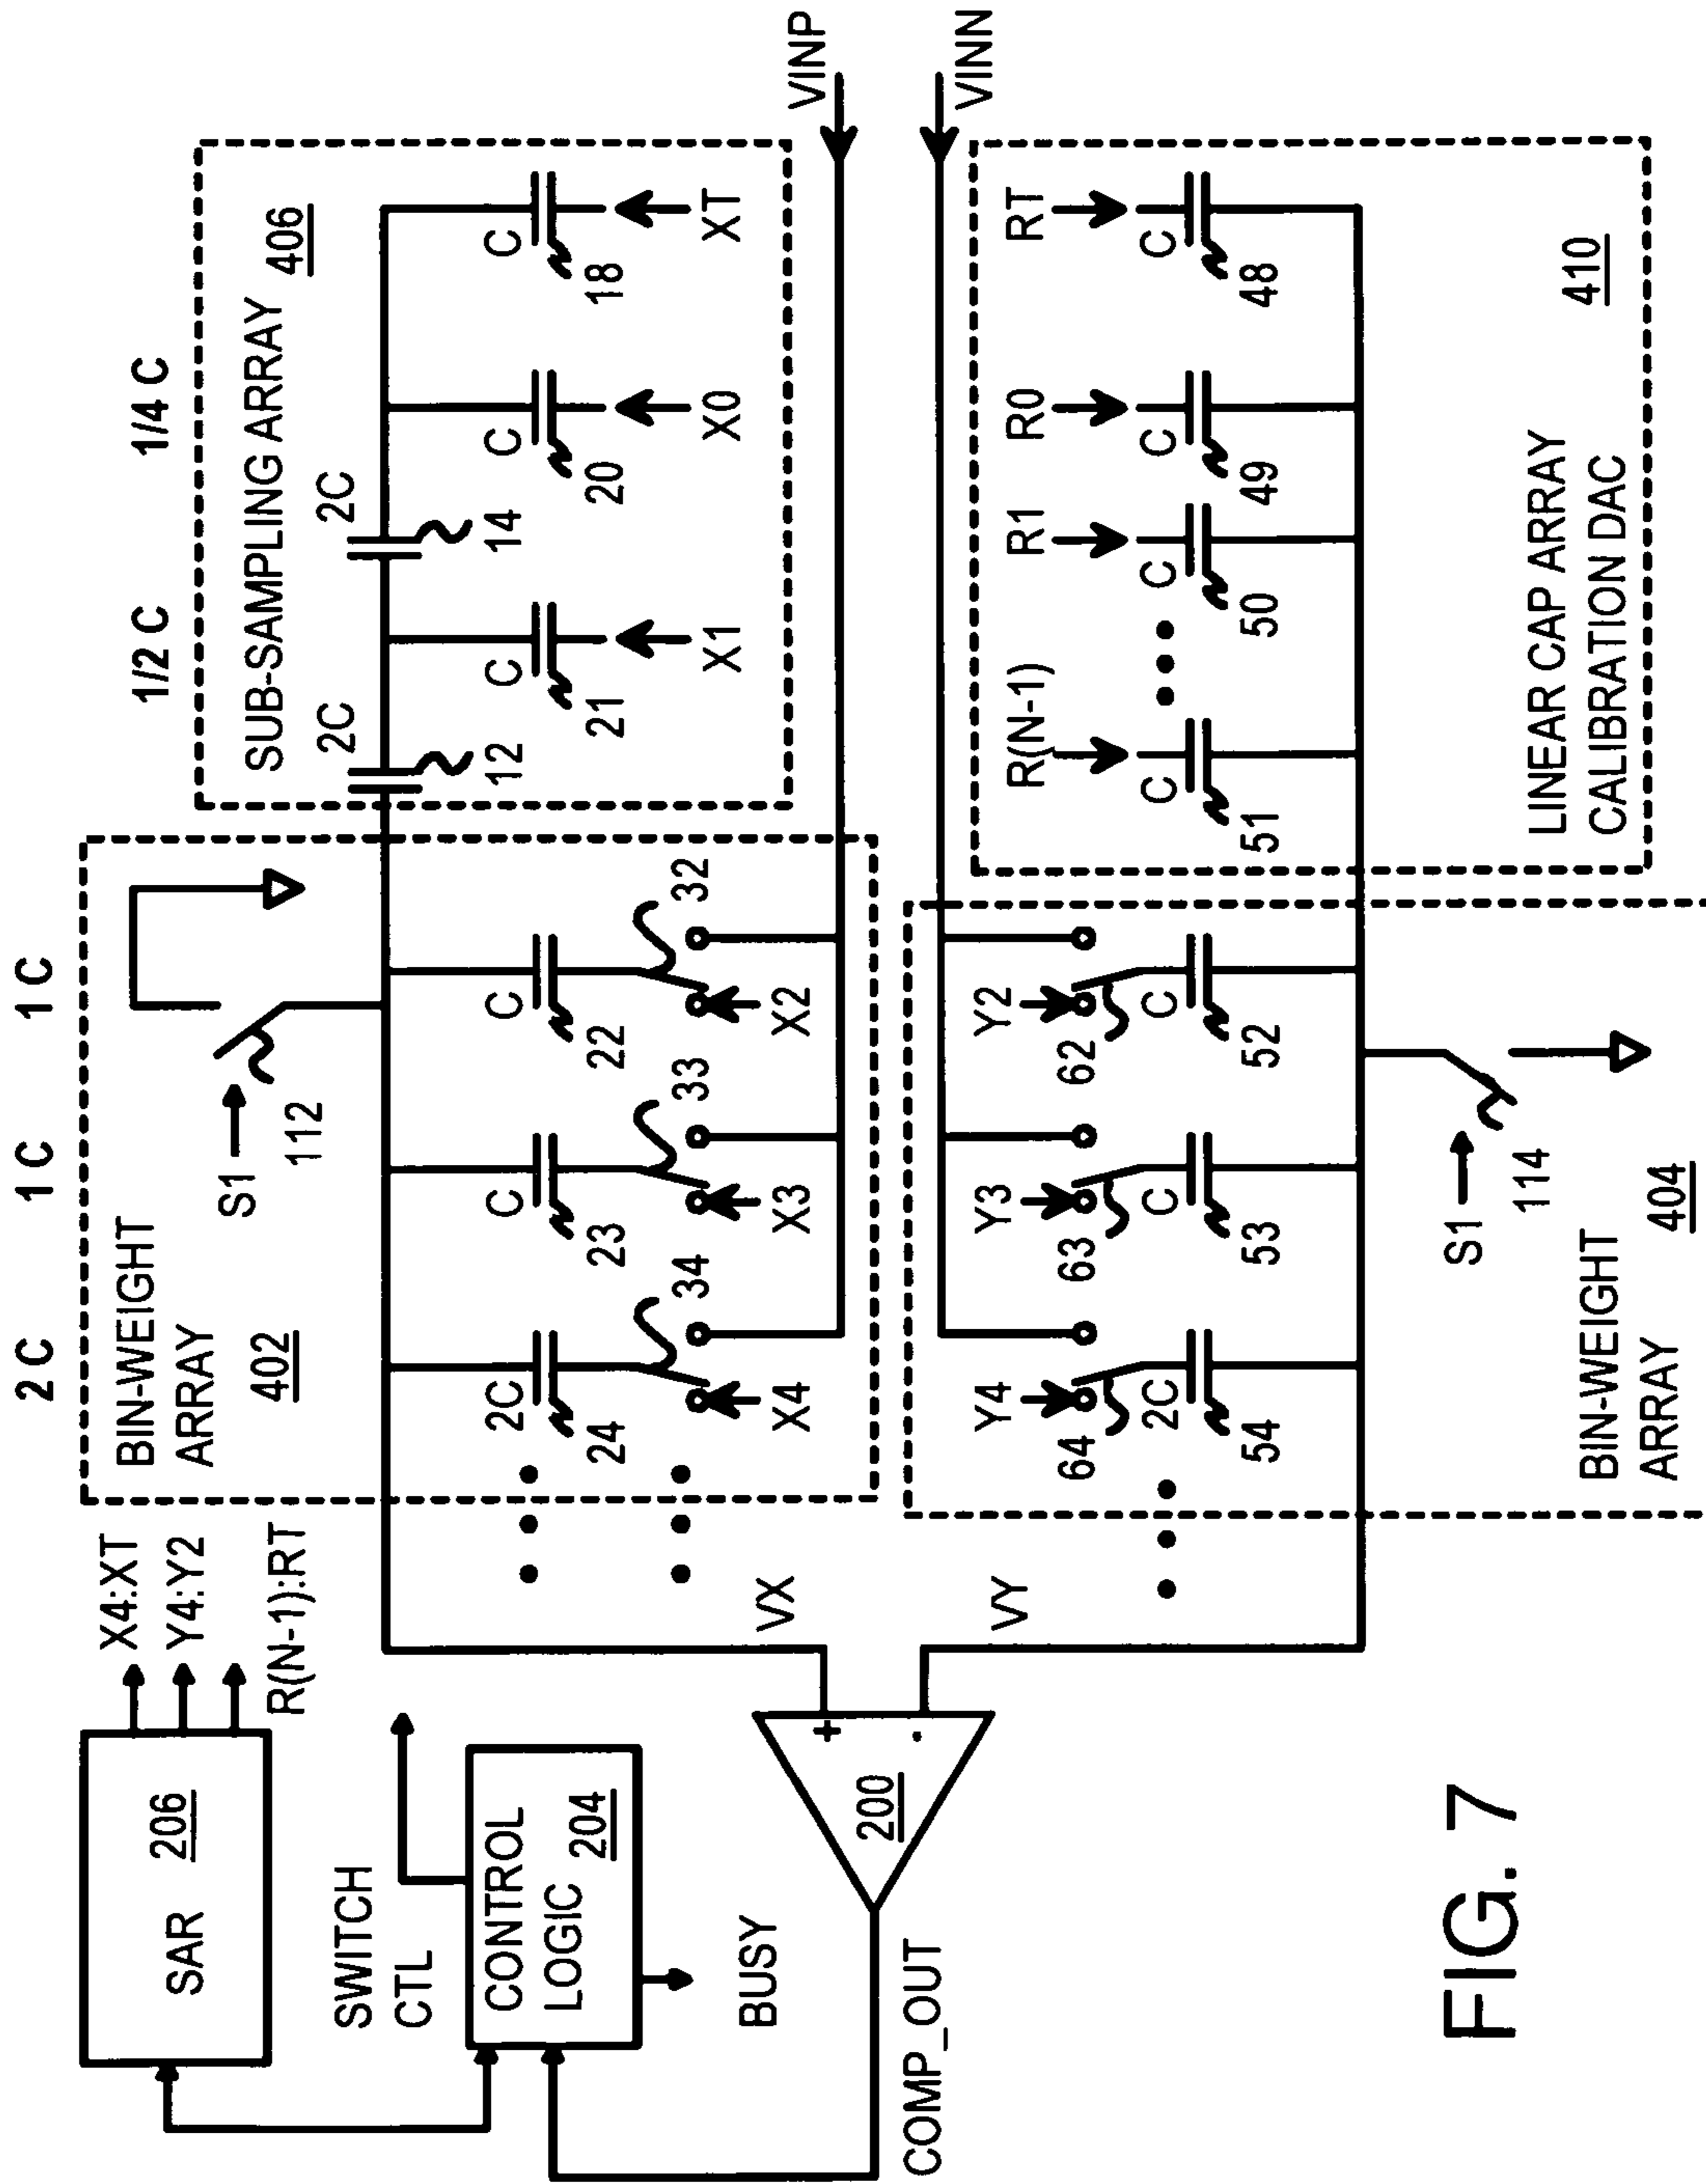 2 C
1 C
1 C
1/2 C
1/4 C
SAR
206
X4:XT
Y4:Y2
R(N-1):RT
SWITCH
CTL
CONTROL
LOGIC
204
BUSY
COMP_OUT
200
+
-
VX
VY
BIN-WEIGHT
ARRAY
402
S1
112
2C
24
34
X4
C
23
33
X3
C
22
32
X2
SUB-SAMPLING ARRAY
406
2C
12
C
21
X1
2C
14
C
20
X0
C
18
XT
VINP
VINN
Y4
64
2C
54
Y3
63
C
53
Y2
62
C
52
S1
114
BIN-WEIGHT
ARRAY
404
R(N-1)
C
51
R1
C
50
R0
C
49
RT
C
48
LINEAR CAP ARRAY
CALIBRATION DAC
410
FIG. 7